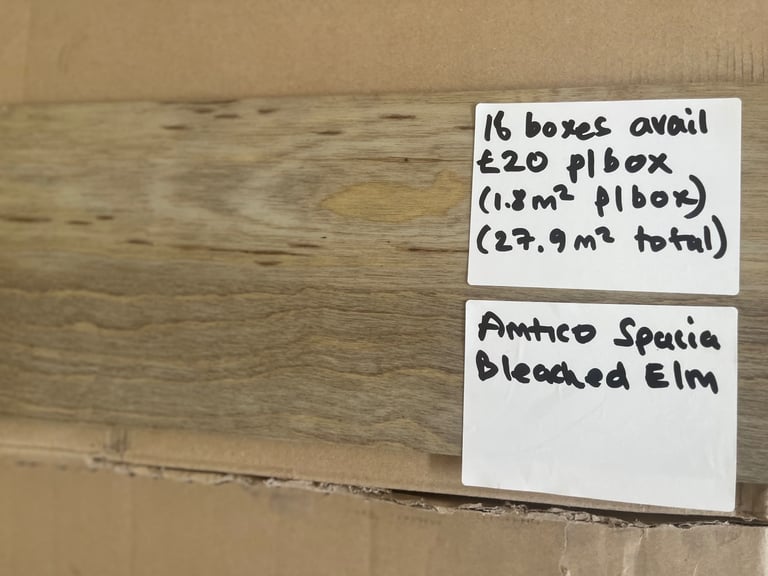 16 boxes avail
£20 p/box
(1.8m² p/box)
(27.9m² total)
Amtico Spacia
Bleached Elm